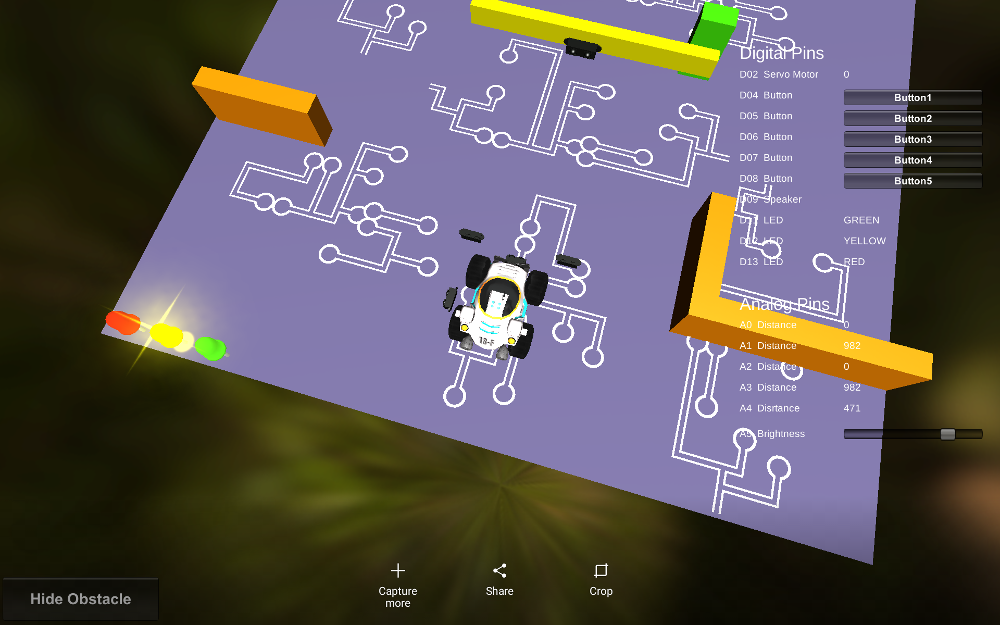 Digital Pins
D02 Servo Motor 0
D04 Button Button1
D05 Button Button2
D06 Button Button3
D07 Button Button4
D08 Button Button5
D09 Speaker
D11 LED GREEN
D12 LED YELLOW
D13 LED RED
Analog Pins
A0 Distance 0
A1 Distance 982
A2 Distance 0
A3 Distance 982
A4 Disrtance 471
A5 Brightness
18-F
Capture
more
Share
Crop
Hide Obstacle